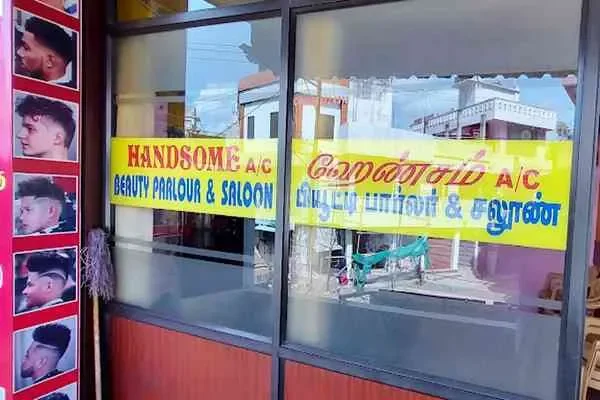 HANDSOME A/C
BEAUTY PARLOUR & SALOON
ஹேண்சம் A/C
பியூட்டி பார்லர் & சலூண்